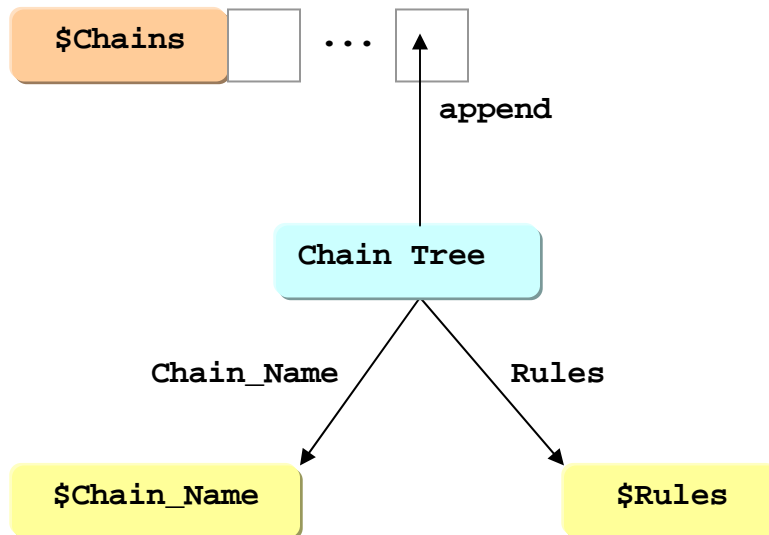 $Chains ...
append
Chain Tree
Chain_Name Rules
$Chain_Name $Rules